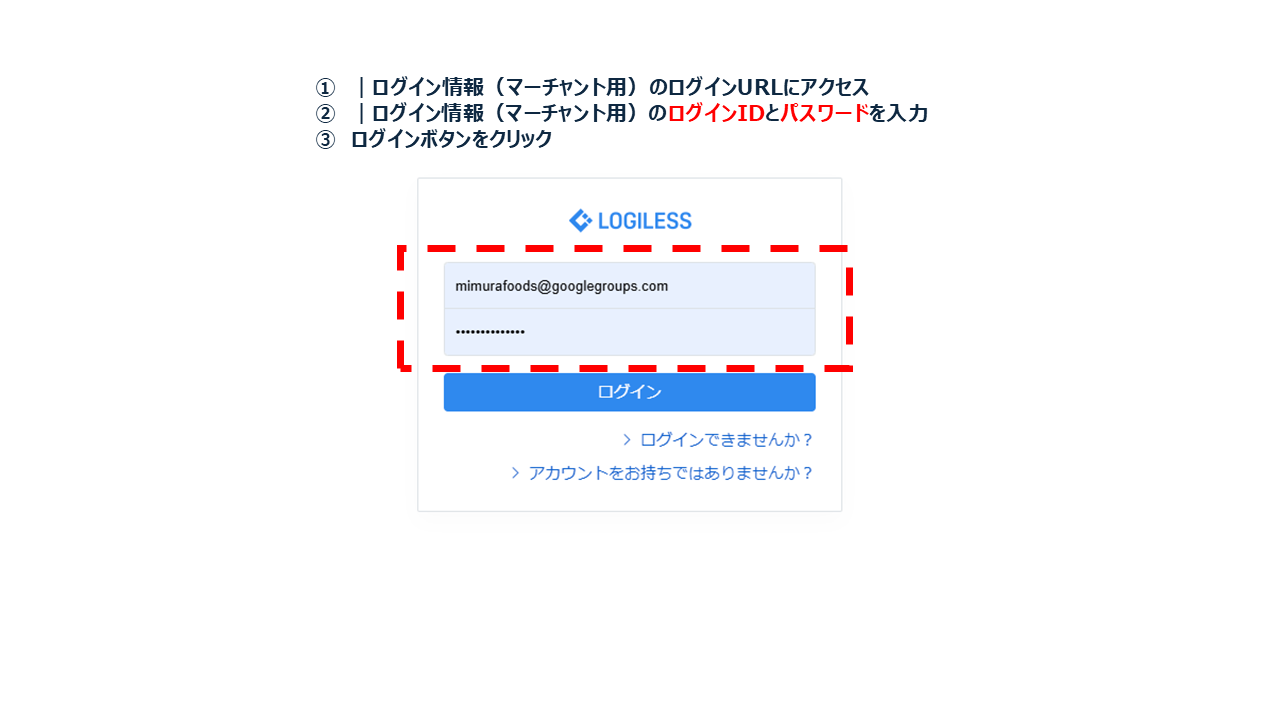 ① ｜ログイン情報（マーチャント用）のログインURLにアクセス
② ｜ログイン情報（マーチャント用）のログインIDとパスワードを入力
③ ログインボタンをクリック
LOGILESS
mimurafoods@googlegroups.com
••••••••••••••
ログイン
> ログインできませんか？
> アカウントをお持ちではありませんか？